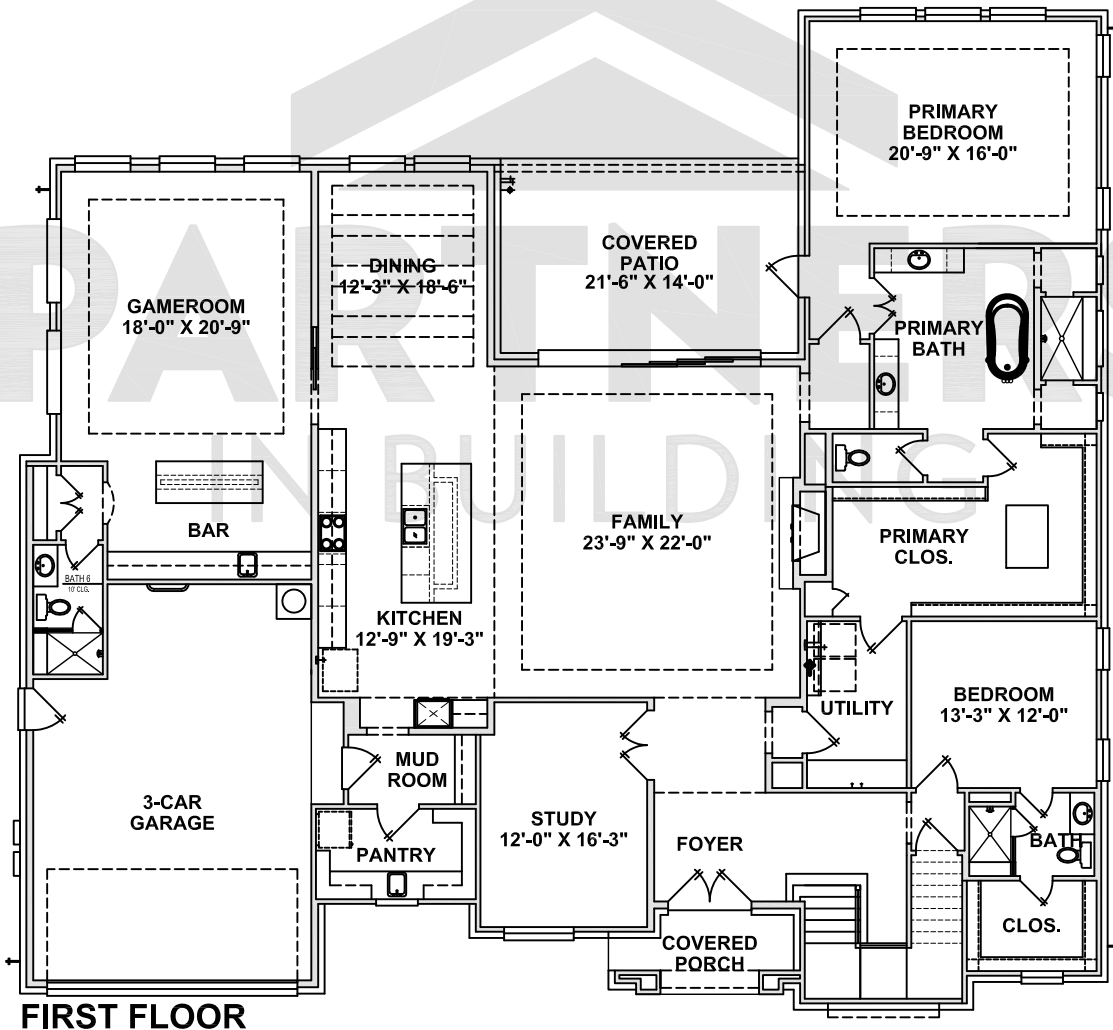 PRIMARY
BEDROOM
20'-9" X 16'-0"
COVERED
PATIO
21'-6" X 14'-0"
DINING
12'-3" X 18'-6"
GAMEROOM
18'-0" X 20'-9"
PRIMARY
BATH
PARTNERS
IN BUILDING
BAR
FAMILY
23'-9" X 22'-0"
PRIMARY
CLOS.
BATH 6
10' CLG.
KITCHEN
12'-9" X 19'-3"
UTILITY
BEDROOM
13'-3" X 12'-0"
MUD
ROOM
3-CAR
GARAGE
STUDY
12'-0" X 16'-3"
FOYER
BATH
PANTRY
CLOS.
COVERED
PORCH
FIRST FLOOR